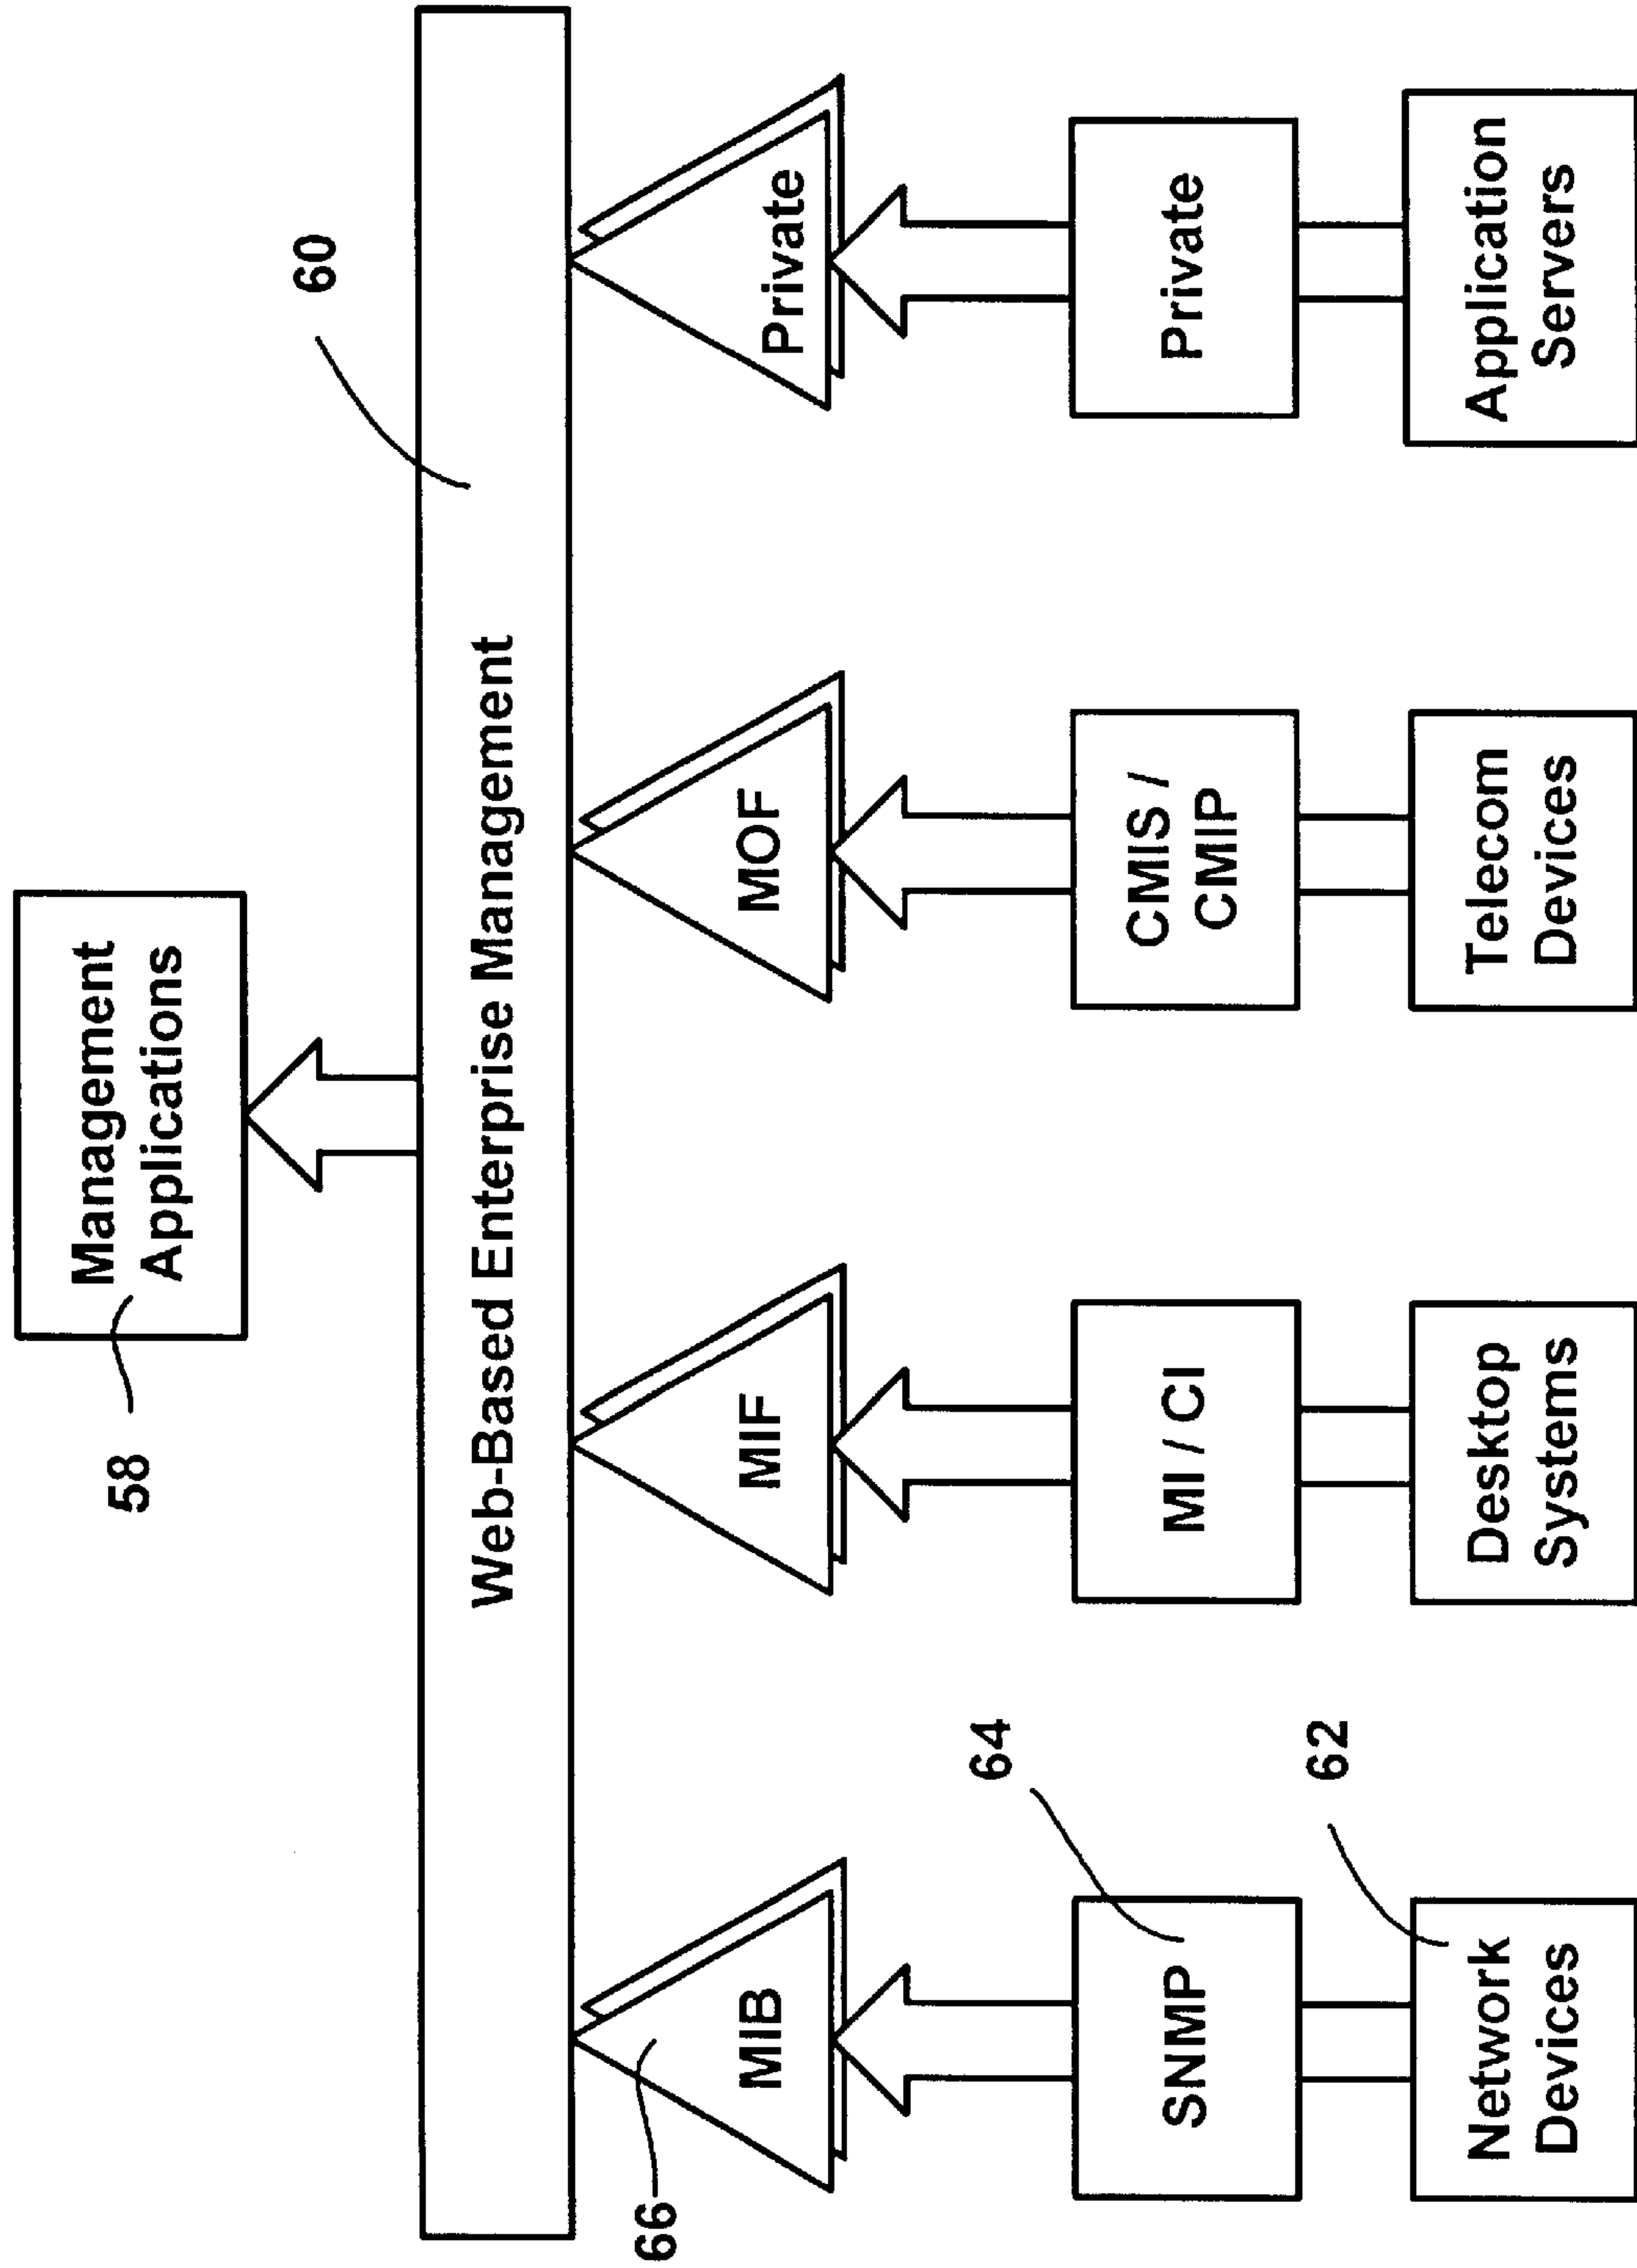 Management
Applications
58
60
Web-Based Enterprise Management
66
MIB
MIF
MOF
Private
64
SNMP
MI / CI
CMIS /
CMIP
Private
62
Network
Devices
Desktop
Systems
Telecom
Devices
Application
Servers